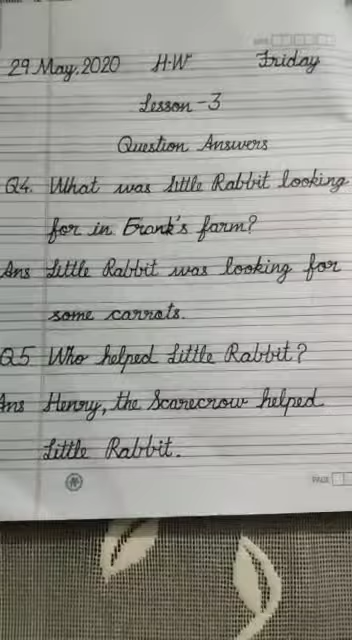 DATE
29 May, 2020 H.W Friday
Lesson-3
Question Answers
Q4. What was little Rabbit looking
for in Frank's farm?
Ans Little Rabbit was looking for
some carrots.
Q5 Who helped Little Rabbit?
Ans Henry, the Scarecrow helped
Little Rabbit.
PAGE